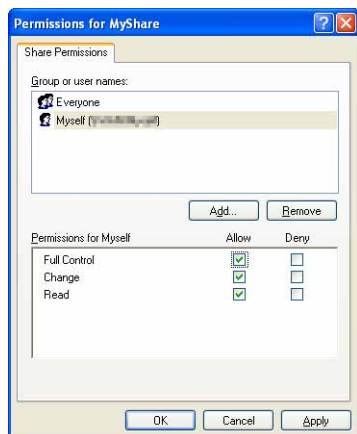 Permissions for MyShare
Share Permissions
Group or user names:
Everyone
Myself (
Add... Remove
Permissions for Myself Allow Deny
Full Control
Change
Read
OK Cancel Apply